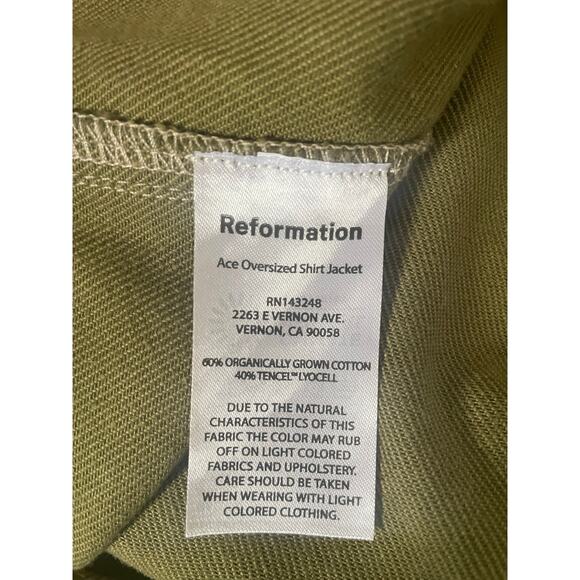 Reformation
Ace Oversized Shirt Jacket
RN143248
2263 E VERNON AVE.
VERNON, CA 90058
60% ORGANICALLY GROWN COTTON
40% TENCEL™ LYOCELL
DUE TO THE NATURAL
CHARACTERISTICS OF THIS
FABRIC THE COLOR MAY RUB
OFF ON LIGHT COLORED
FABRICS AND UPHOLSTERY.
CARE SHOULD BE TAKEN
WHEN WEARING WITH LIGHT
COLORED CLOTHING.